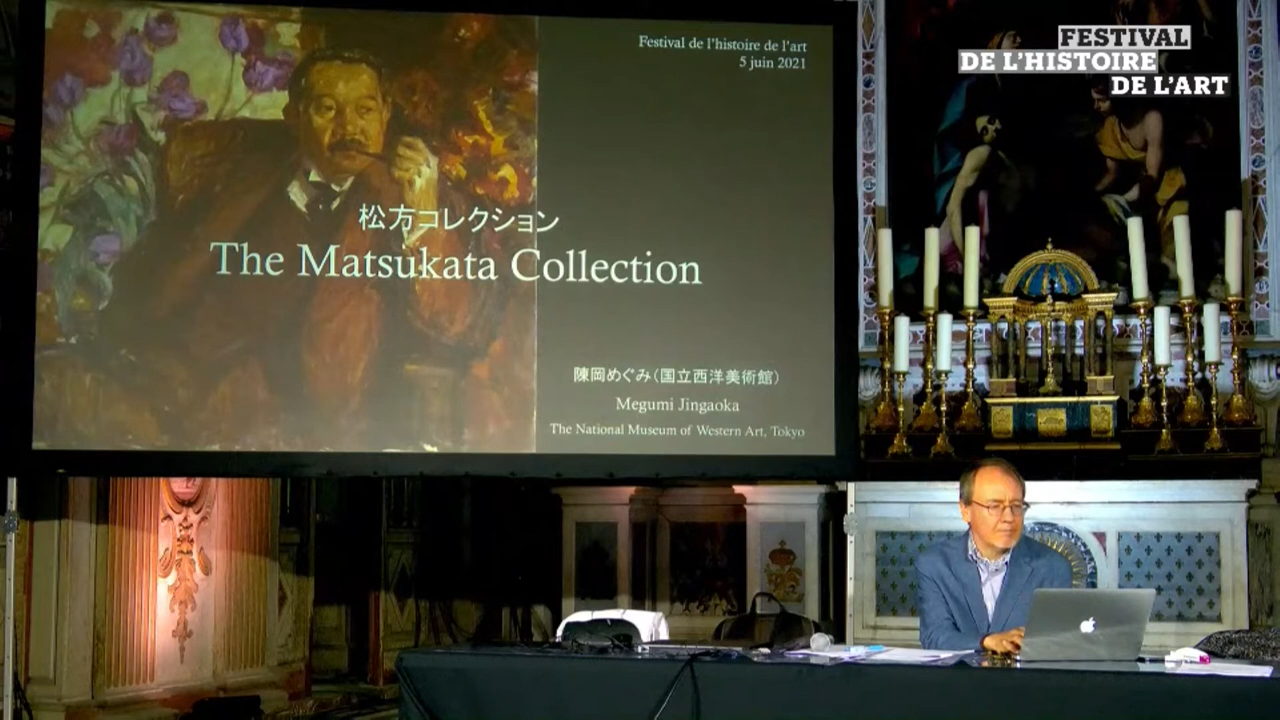 Festival de l'histoire de l'art
5 juin 2021
松方コレクション
The Matsukata Collection
陳岡めぐみ(国立西洋美術館)
Megumi Jingaoka
The National Museum of Western Art, Tokyo
FESTIVAL
DE L'HISTOIRE
DE L'ART